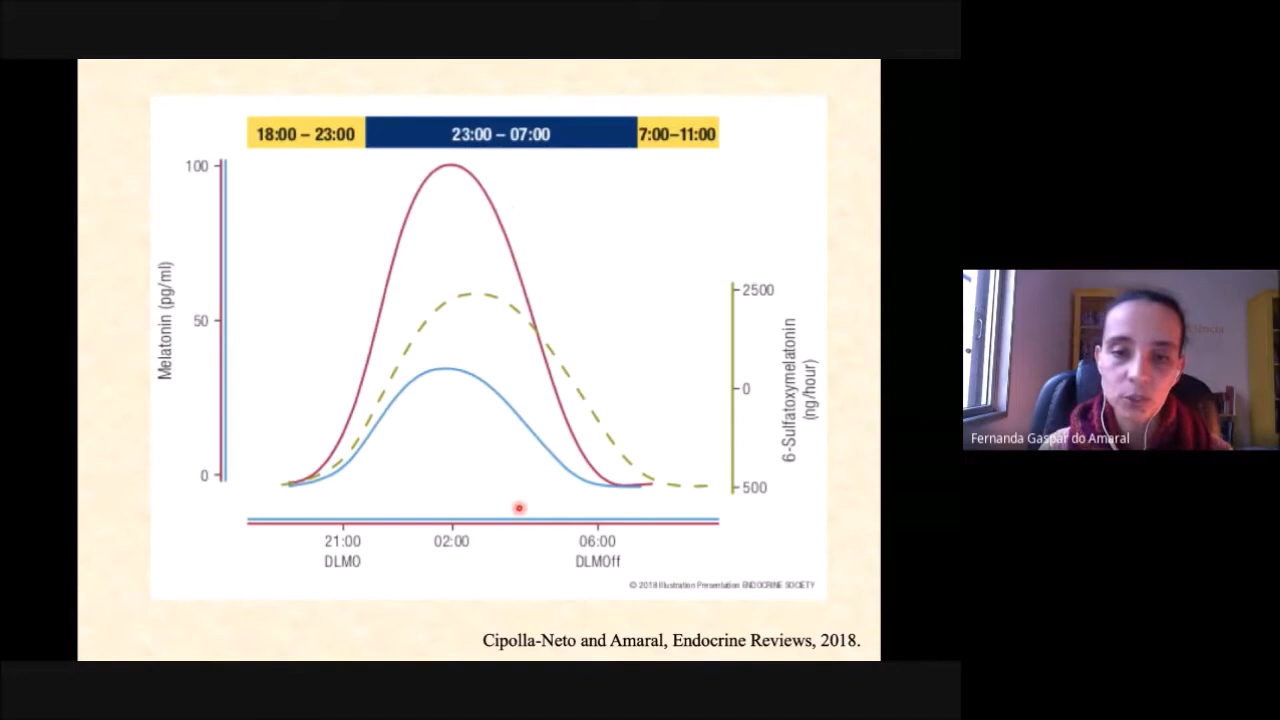 18:00 – 23:00
23:00 – 07:00
7:00–11:00
100
50
0
Melatonin (pg/ml)
2500
0
500
6-Sulfatoxymelatonin
(ng/hour)
21:00
02:00
06:00
DLMO
DLMOff
© 2018 Illustration Presentation ENDOCRINE SOCIETY
Cipolla-Neto and Amaral, Endocrine Reviews, 2018.
Fernanda Gaspar do Amaral